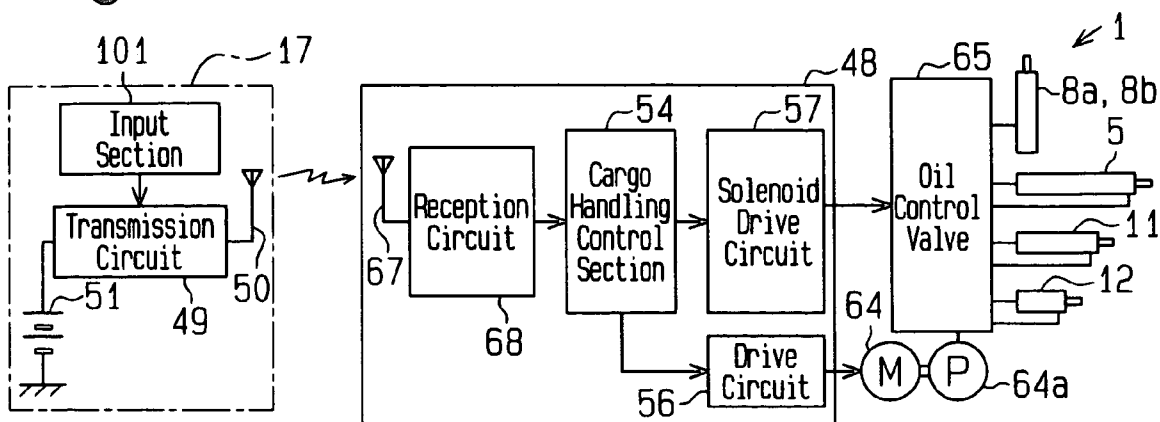 101
17
Input
Section
Transmission
Circuit
51
49
50
48
54
57
67
Reception
Circuit
68
Cargo
Handling
Control
Section
Solenoid
Drive
Circuit
Drive
Circuit
56
65
Oil
Control
Valve
1
8a, 8b
5
11
12
64
M
P
64a